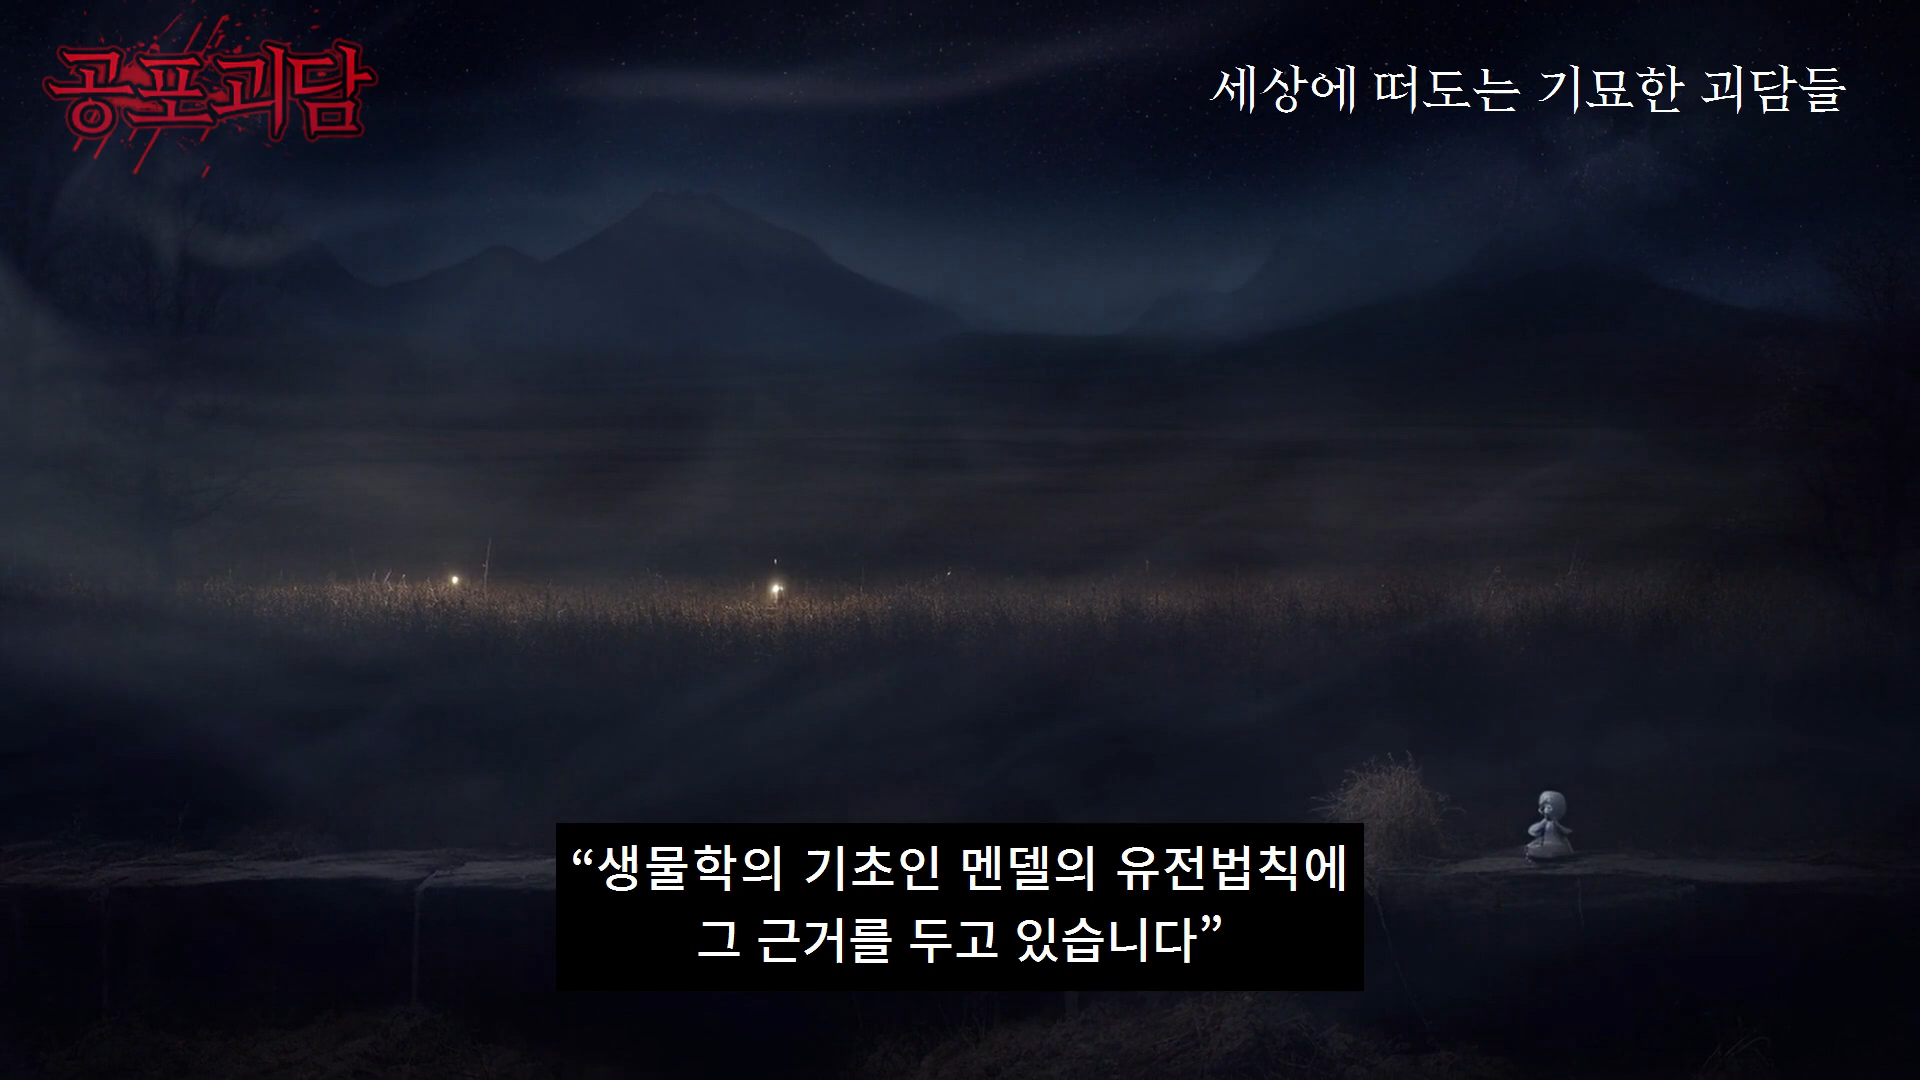 공포괴담
세상에 떠도는 기묘한 괴담들
“생물학의 기초인 멘델의 유전법칙에
그 근거를 두고 있습니다”